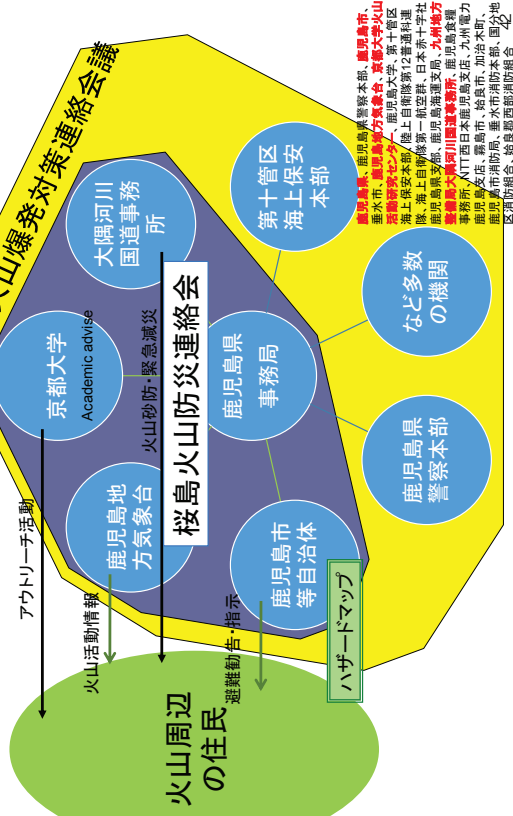 火山爆発対策連絡会議
京都大学
Academic advise
大隅河川
国道事務
所
鹿児島地
方気象台
鹿児島県
事務局
鹿児島市
等自治体
第十管区
海上保安
本部
など多数
の機関
鹿児島県
警察本部
桜島火山防災連絡会
アウトリーチ活動
火山活動情報
火山砂防・緊急減災
避難勧告・指示
火山周辺
の住民
ハザードマップ
鹿児島県、鹿児島県警察本部、鹿児島市、
垂水市、鹿児島地方気象台、京都大学火山
活動研究センター、鹿児島大学、第十管区
海上保安本部、陸上自衛隊第12普通科連
隊、海上自衛隊第一航空群、日本赤十字社
鹿児島県支部、鹿児島海運支局、九州地方
整備局大隅河川国道事務所、鹿児島食糧
事務所、NTT西日本鹿児島支店、九州電力
鹿児島支店、霧島市、姶良市、加治木町、
鹿児島市消防局、垂水市消防本部、国分地
区消防組合、姶良郡西部消防組合
42